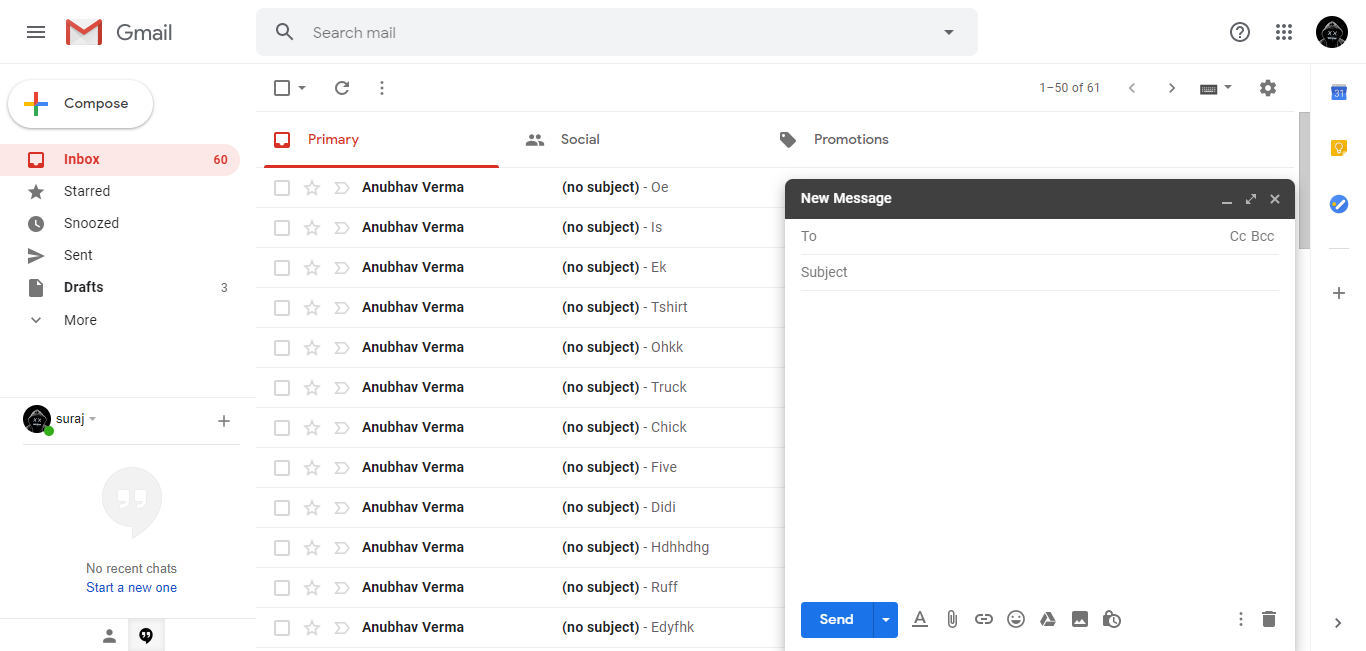 Gmail
Search mail
Compose
1–50 of 61
31
Inbox 60
Primary Social Promotions
Starred
Snoozed
Sent
Drafts 3
More
Anubhav Verma (no subject) - Oe
Anubhav Verma (no subject) - Is
Anubhav Verma (no subject) - Ek
Anubhav Verma (no subject) - Tshirt
Anubhav Verma (no subject) - Ohkk
Anubhav Verma (no subject) - Truck
Anubhav Verma (no subject) - Chick
Anubhav Verma (no subject) - Five
Anubhav Verma (no subject) - Didi
Anubhav Verma (no subject) - Hdhhdhg
Anubhav Verma (no subject) - Ruff
Anubhav Verma (no subject) - Edyfhk
New Message
To Cc Bcc
Subject
Send
suraj
No recent chats
Start a new one